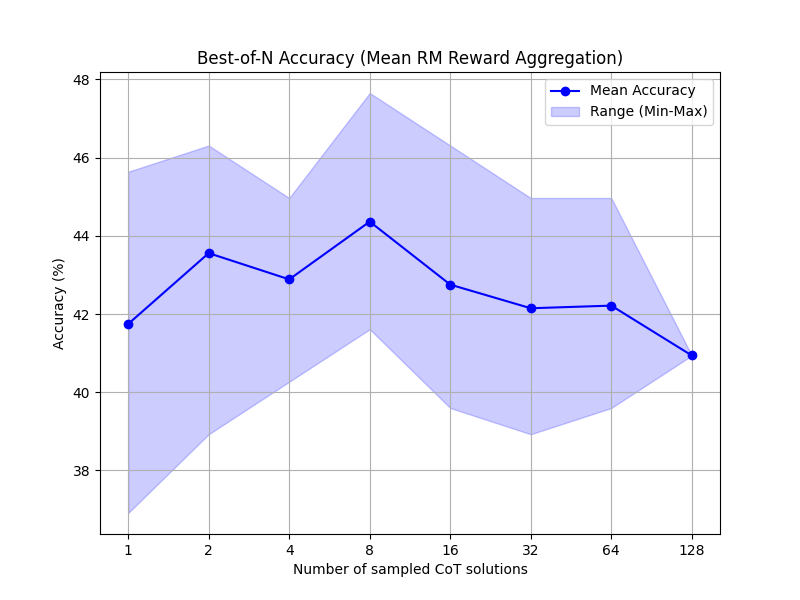 Best-of-N Accuracy (Mean RM Reward Aggregation)
Mean Accuracy
Range (Min-Max)
Accuracy (%)
48
46
44
42
40
38
1 2 4 8 16 32 64 128
Number of sampled CoT solutions